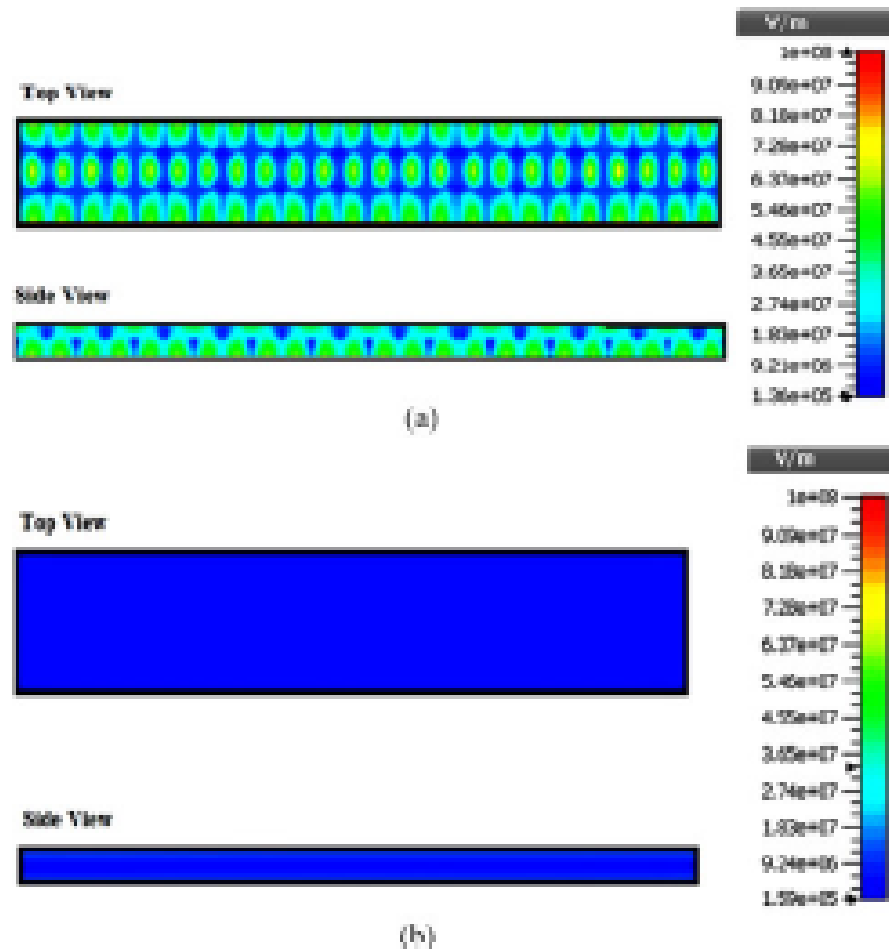 V/m
1e+08
Top View
9.09e+07
8.18e+07
7.28e+07
6.37e+07
5.46e+07
4.55e+07
Side View
3.65e+07
2.74e+07
1.83e+07
9.21e+06
1.36e+05
(a)
V/m
1e+08
Top View
9.09e+07
8.18e+07
7.28e+07
6.37e+07
5.46e+07
4.55e+07
3.65e+07
2.74e+07
Side View
1.83e+07
9.24e+06
1.59e+05
(b)